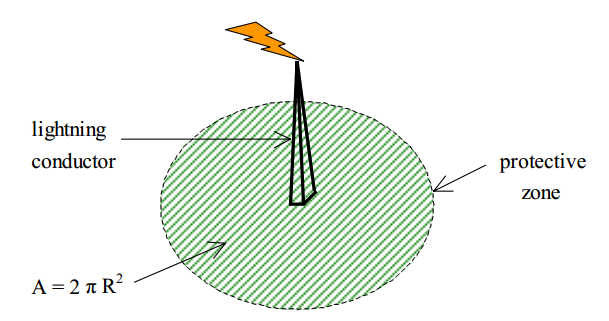 lightning
conductor
protective
zone
A = 2 π R²